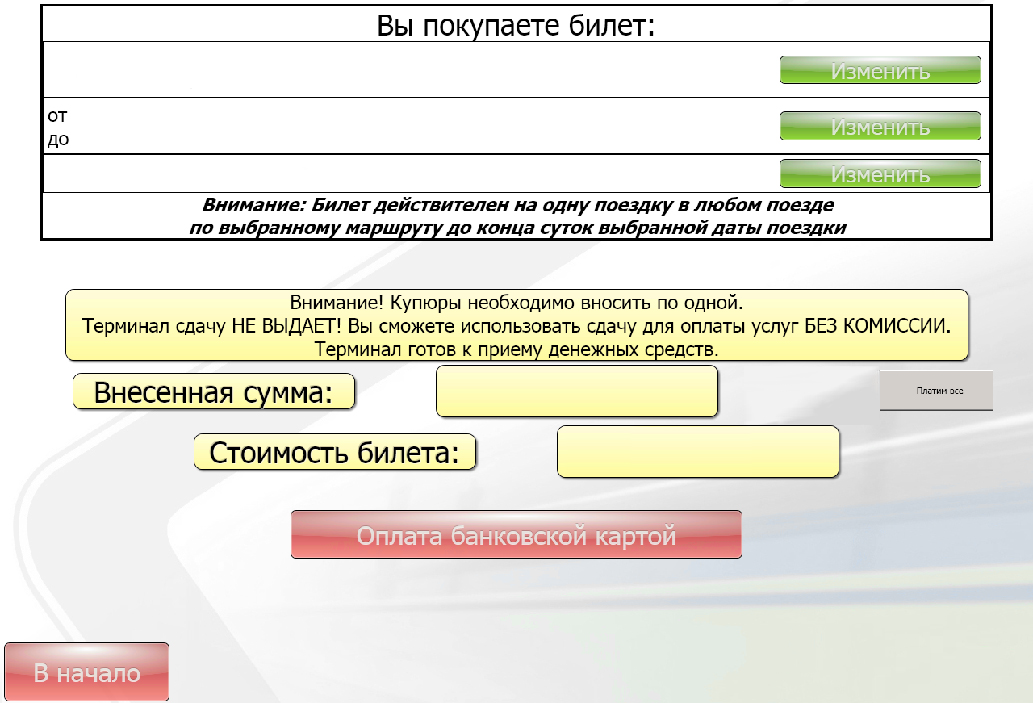 Вы покупаете билет:
Изменить
от
до
Изменить
Изменить
Внимание: Билет действителен на одну поездку в любом поезде
по выбранному маршруту до конца суток выбранной даты поездки
Внимание! Купюры необходимо вносить по одной.
Терминал сдачу НЕ ВЫДАЕТ! Вы сможете использовать сдачу для оплаты услуг БЕЗ КОМИССИИ.
Терминал готов к приему денежных средств.
Внесенная сумма:
Платим все
Стоимость билета:
Оплата банковской картой
В начало